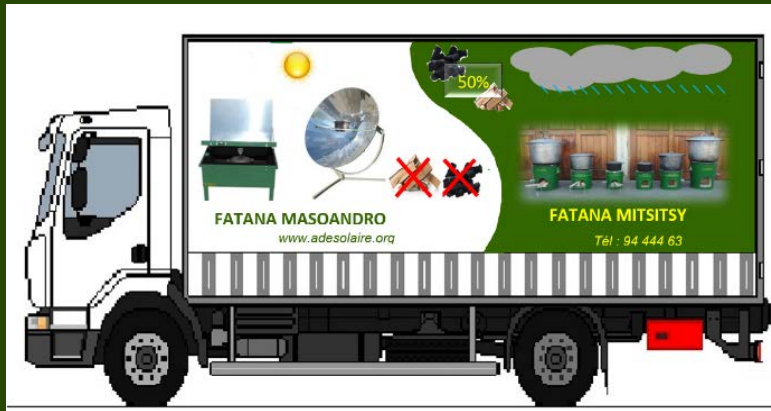 50%
FATANA MASOANDRO
www.adesolaire.org
FATANA MITSITSY
Tél : 94 444 63